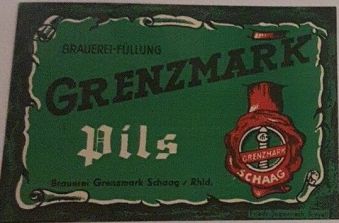 BRAUEREI-FÜLLUNG
GRENZMARK
Pils
GRENZMARK
SCHAAG
Brauerei Grenzmark Schaag / Rhld.